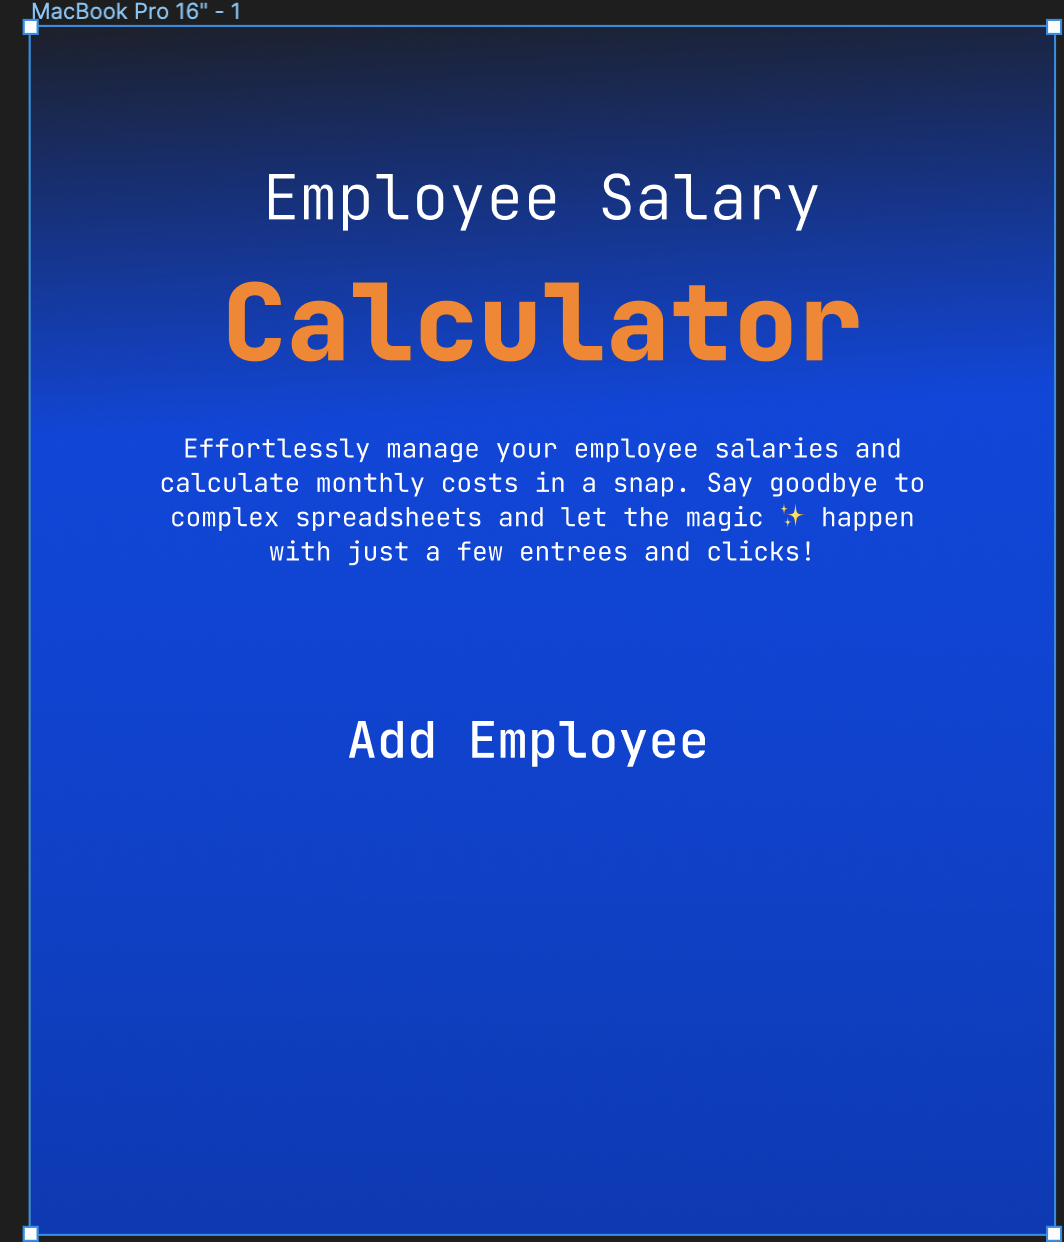 MacBook Pro 16" - 1
Employee Salary
Calculator
Effortlessly manage your employee salaries and
calculate monthly costs in a snap. Say goodbye to
complex spreadsheets and let the magic ✨ happen
with just a few entrees and clicks!
Add Employee